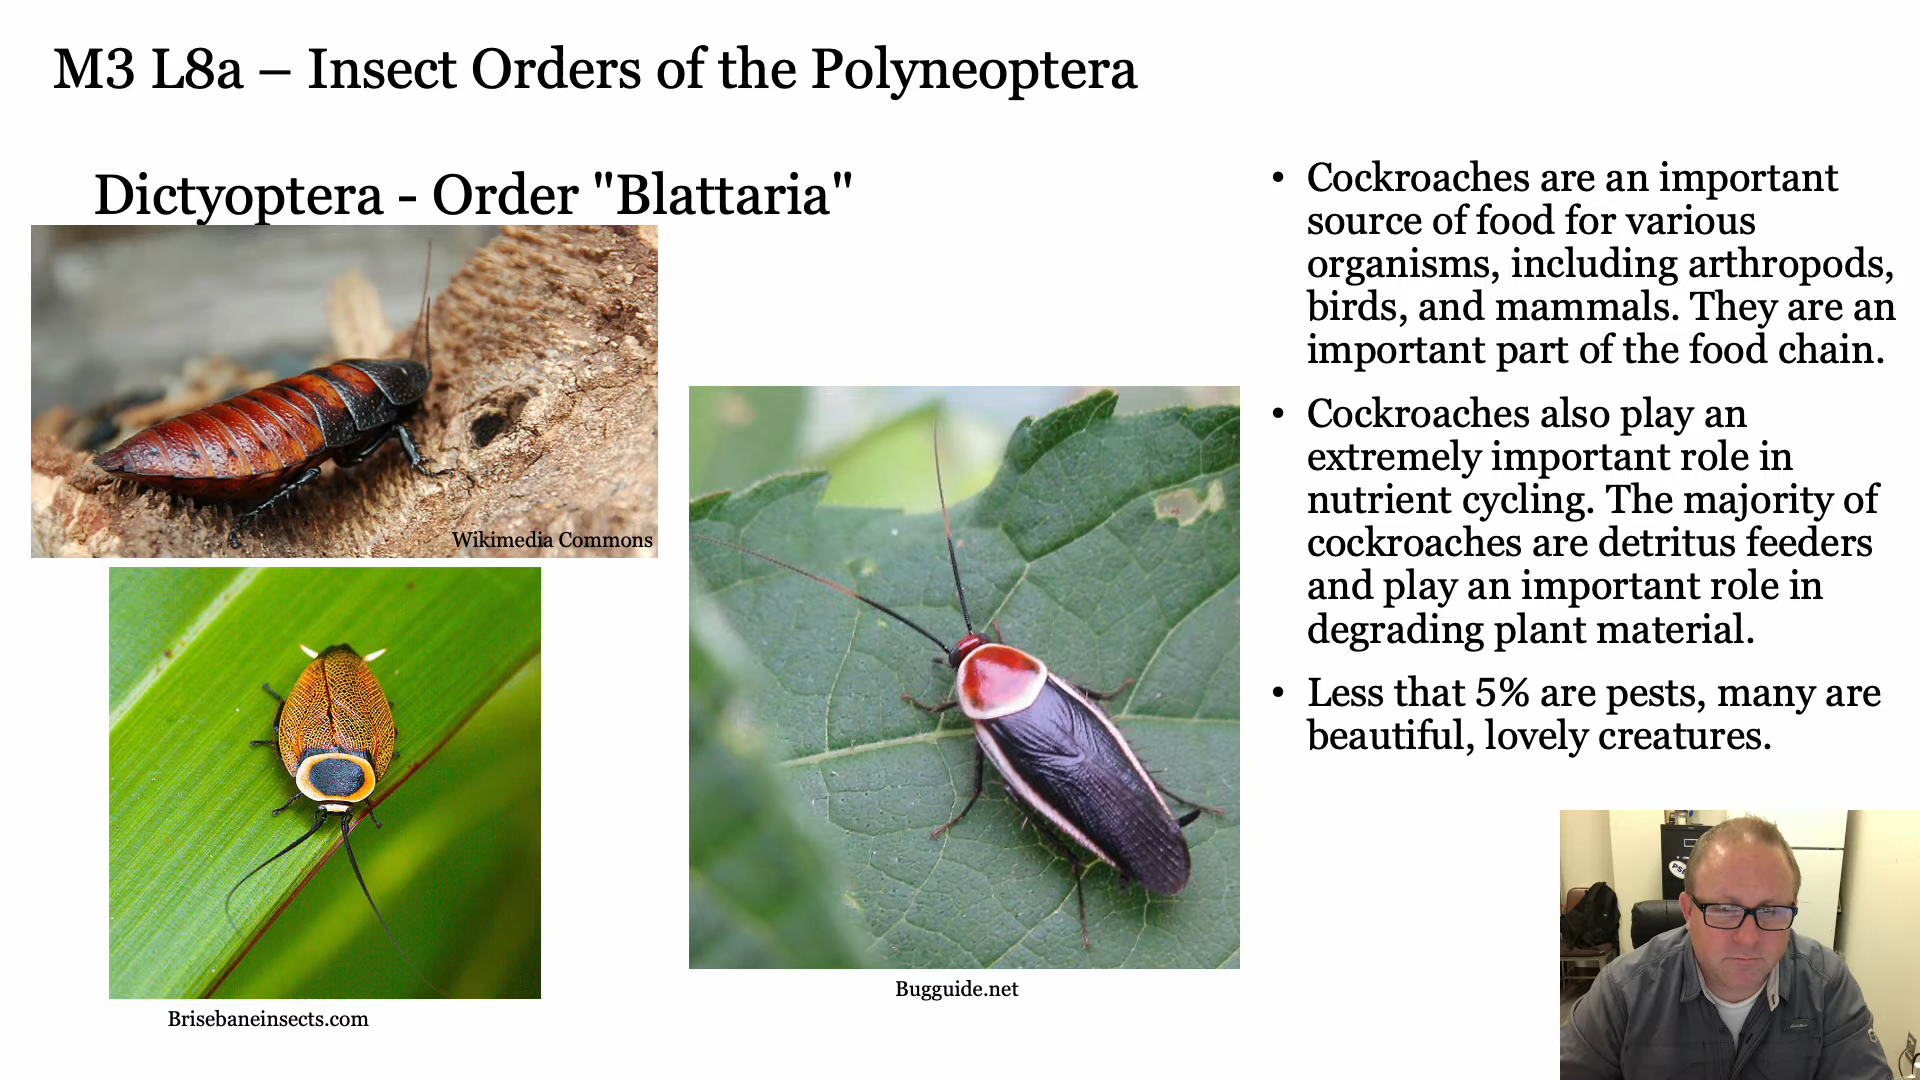 M3 L8a – Insect Orders of the Polyneoptera
Dictyoptera - Order "Blattaria"
Wikimedia Commons
Brisebaneinsects.com
Bugguide.net
• Cockroaches are an important
source of food for various
organisms, including arthropods,
birds, and mammals. They are an
important part of the food chain.
• Cockroaches also play an
extremely important role in
nutrient cycling. The majority of
cockroaches are detritus feeders
and play an important role in
degrading plant material.
• Less that 5% are pests, many are
beautiful, lovely creatures.